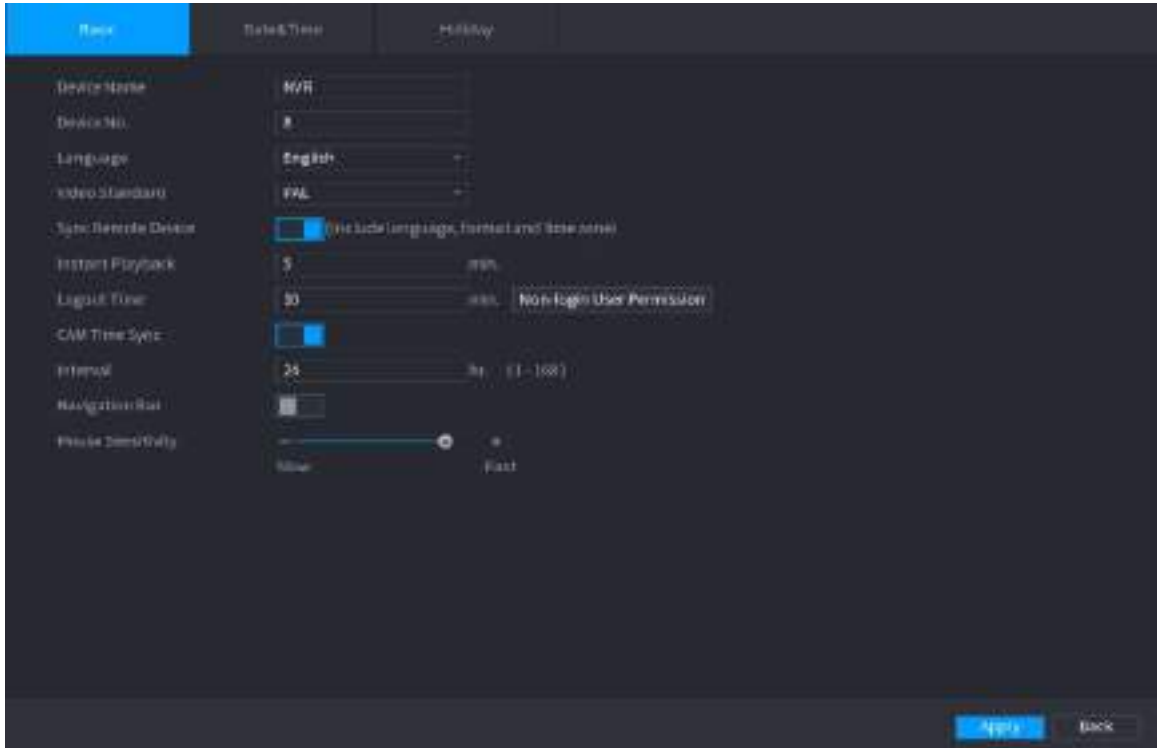 Basic Date&Time Holiday
Device Name NVR
Device No. 8
Language English
Video Standard PAL
Sync Remote Device (Include language, format and time zone)
Instant Playback 5 min.
Logout Time 10 min. Non-login User Permission
CAM Time Sync
Interval 24 hr. (1 - 168)
Navigation Bar
Mouse Sensitivity
Slow Fast
Apply Back